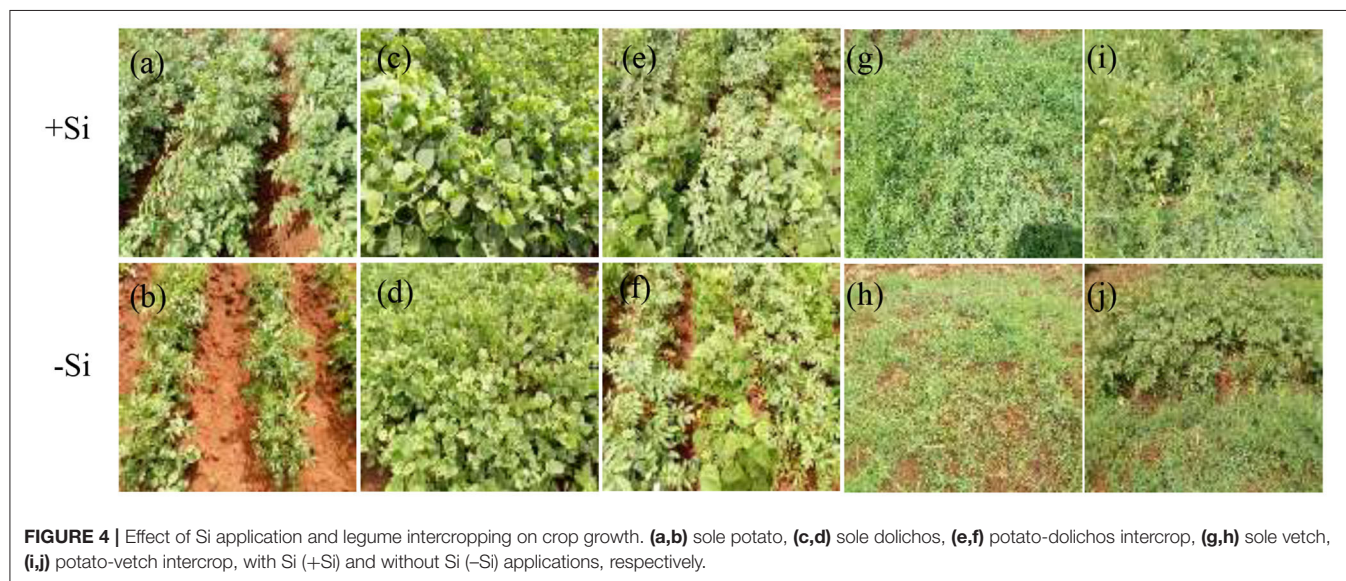 (a) (c) (e) (g) (i)
+Si
(b) (d) (f) (h) (j)
-Si
FIGURE 4 | Effect of Si application and legume intercropping on crop growth. (a,b) sole potato, (c,d) sole dolichos, (e,f) potato-dolichos intercrop, (g,h) sole vetch,
(i,j) potato-vetch intercrop, with Si (+Si) and without Si (–Si) applications, respectively.